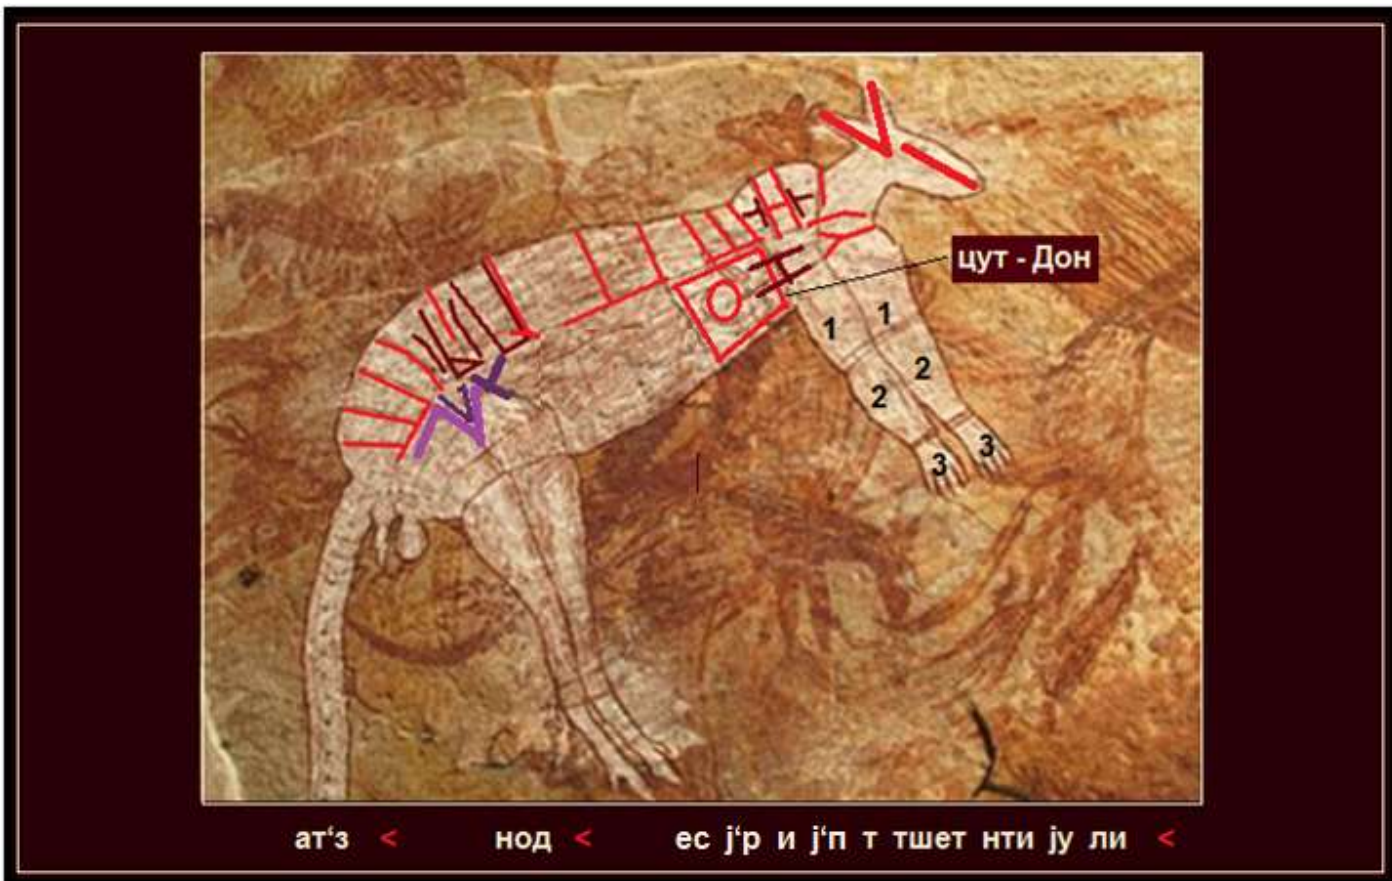 цут - Дон
1 1
2 2
3 3
ат‘з < нод < ес ј‘р и ј‘п т тшет нти ју ли <